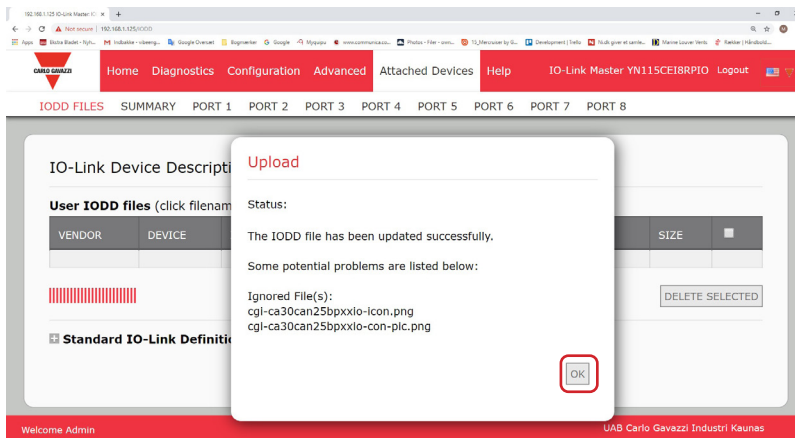 192.168.1.125 IO-Link Master: IO
192.168.1.125/IODD
Not secure
Apps
Google
CARLO GAVAZZI
Home Diagnostics Configuration Advanced Attached Devices Help IO-Link Master YN115CEI8RPIO Logout
IODD FILES SUMMARY PORT 1 PORT 2 PORT 3 PORT 4 PORT 5 PORT 6 PORT 7 PORT 8
IO-Link Device Descripti
User IODD files (click filenam
VENDOR DEVICE SIZE
DELETE SELECTED
Standard IO-Link Definitio
Upload
Status:
The IODD file has been updated successfully.
Some potential problems are listed below:
Ignored File(s):
cgi-ca30can25bpxxio-icon.png
cgi-ca30can25bpxxio-con-pic.png
OK
Welcome Admin UAB Carlo Gavazzi Industri Kaunas